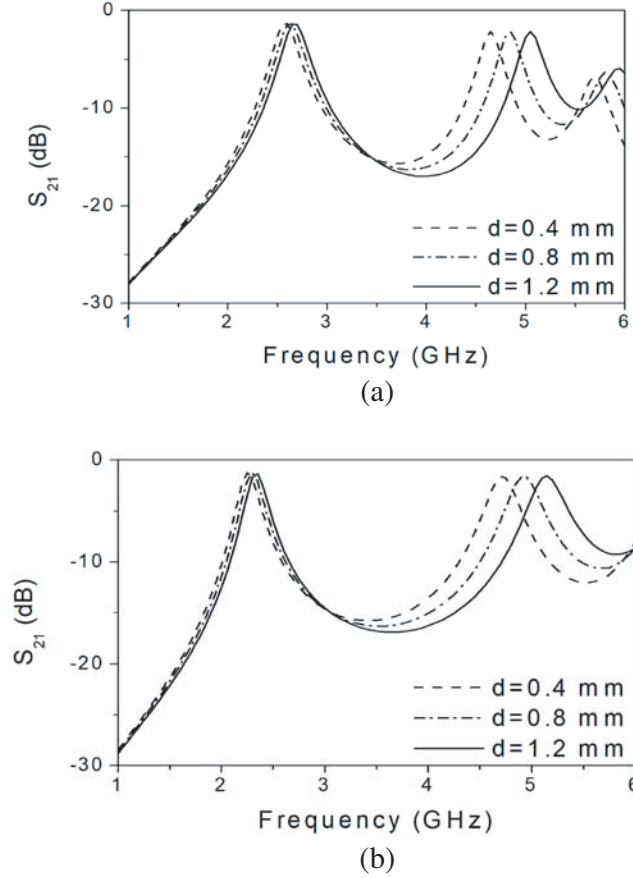 0
-10
-20
-30
S21 (dB)
d=0.4 mm
d=0.8 mm
d=1.2 mm
1 2 3 4 5 6
Frequency (GHz)
(a)
0
-10
-20
-30
S21 (dB)
d=0.4 mm
d=0.8 mm
d=1.2 mm
1 2 3 4 5 6
Frequency (GHz)
(b)